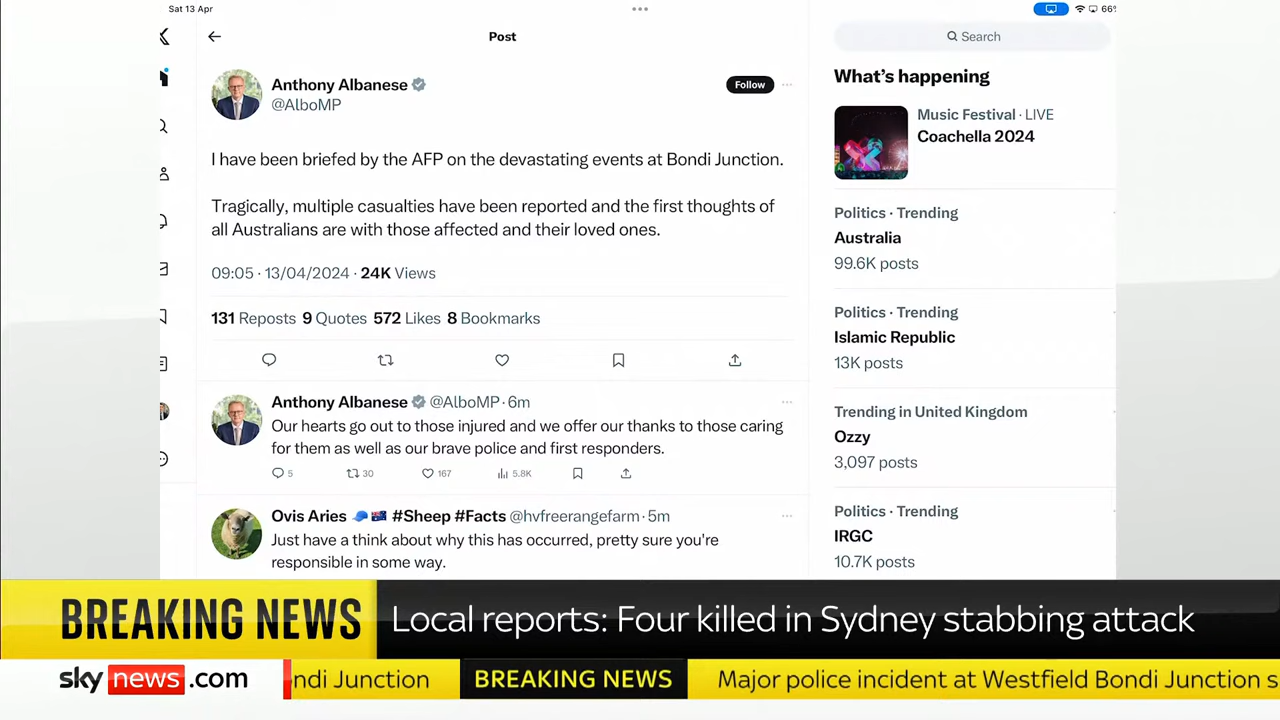 Sat 13 Apr
66%
Post
Search
Anthony Albanese
@AlboMP
Follow
I have been briefed by the AFP on the devastating events at Bondi Junction.
Tragically, multiple casualties have been reported and the first thoughts of
all Australians are with those affected and their loved ones.
09:05 · 13/04/2024 · 24K Views
131 Reposts 9 Quotes 572 Likes 8 Bookmarks
Anthony Albanese @AlboMP · 6m
Our hearts go out to those injured and we offer our thanks to those caring
for them as well as our brave police and first responders.
5 30 167 5.8K
Ovis Aries 🧢🇦🇺 #Sheep #Facts @hvfreerangefarm · 5m
Just have a think about why this has occurred, pretty sure you're
responsible in some way.
What's happening
Music Festival · LIVE
Coachella 2024
Politics · Trending
Australia
99.6K posts
Politics · Trending
Islamic Republic
13K posts
Trending in United Kingdom
Ozzy
3,097 posts
Politics · Trending
IRGC
10.7K posts
BREAKING NEWS
Local reports: Four killed in Sydney stabbing attack
sky news .com
ndi Junction
BREAKING NEWS
Major police incident at Westfield Bondi Junction s